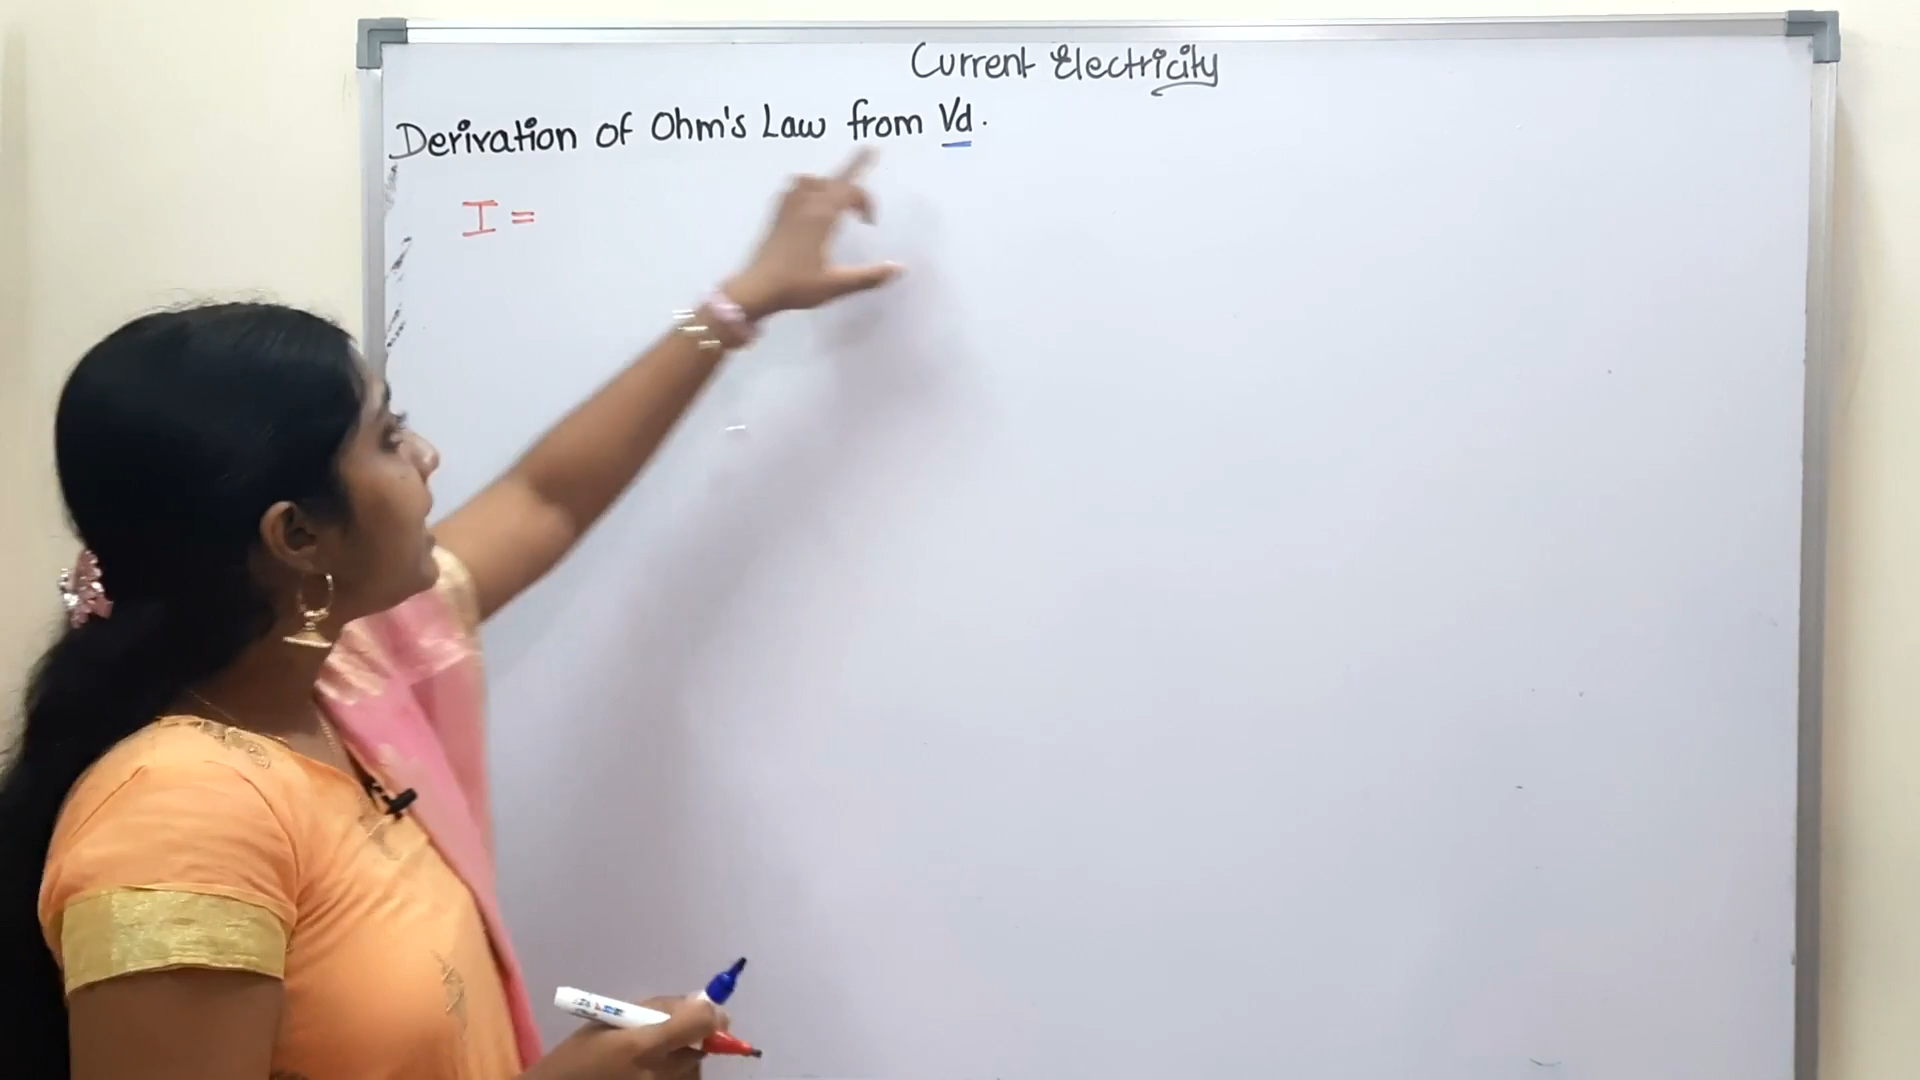 Current Electricity
Derivation of Ohm's Law from Vd.
I =